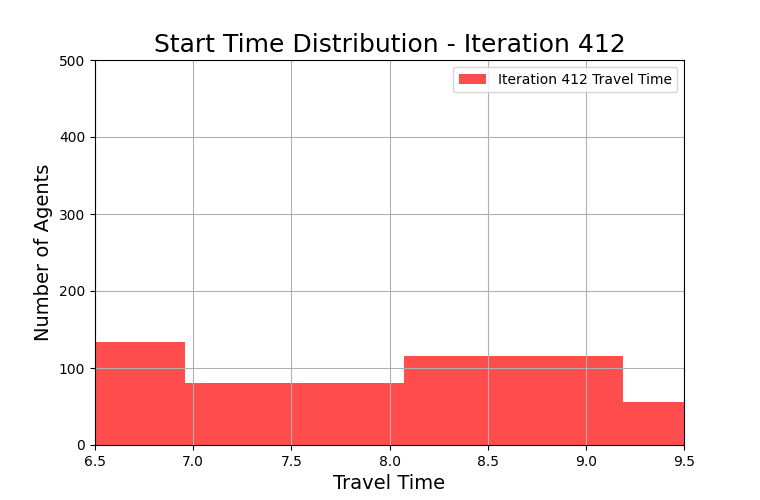 Start Time Distribution - Iteration 412
500
Iteration 412 Travel Time
400
300
200
100
0
Number of Agents
6.5 7.0 7.5 8.0 8.5 9.0 9.5
Travel Time